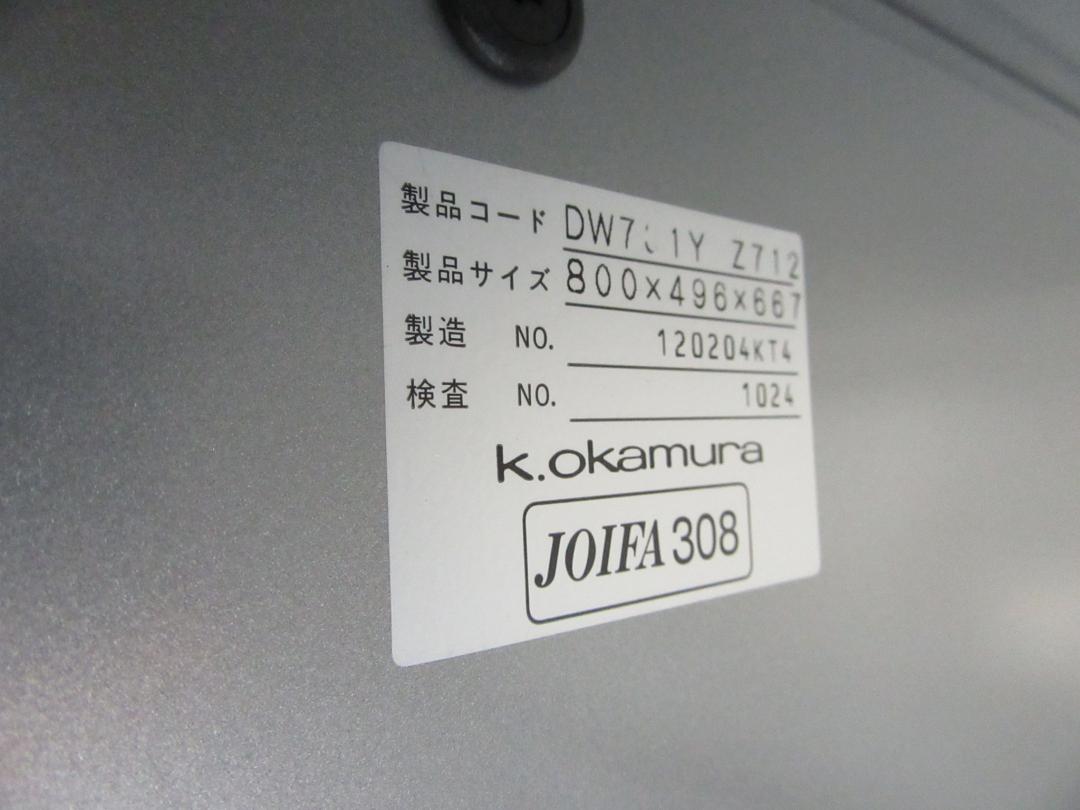 製品コード Z712
製品サイズ 800×496×667
製造 NO. 120204KT4
検査 NO. 1024
k.okamura
JOIFA 308